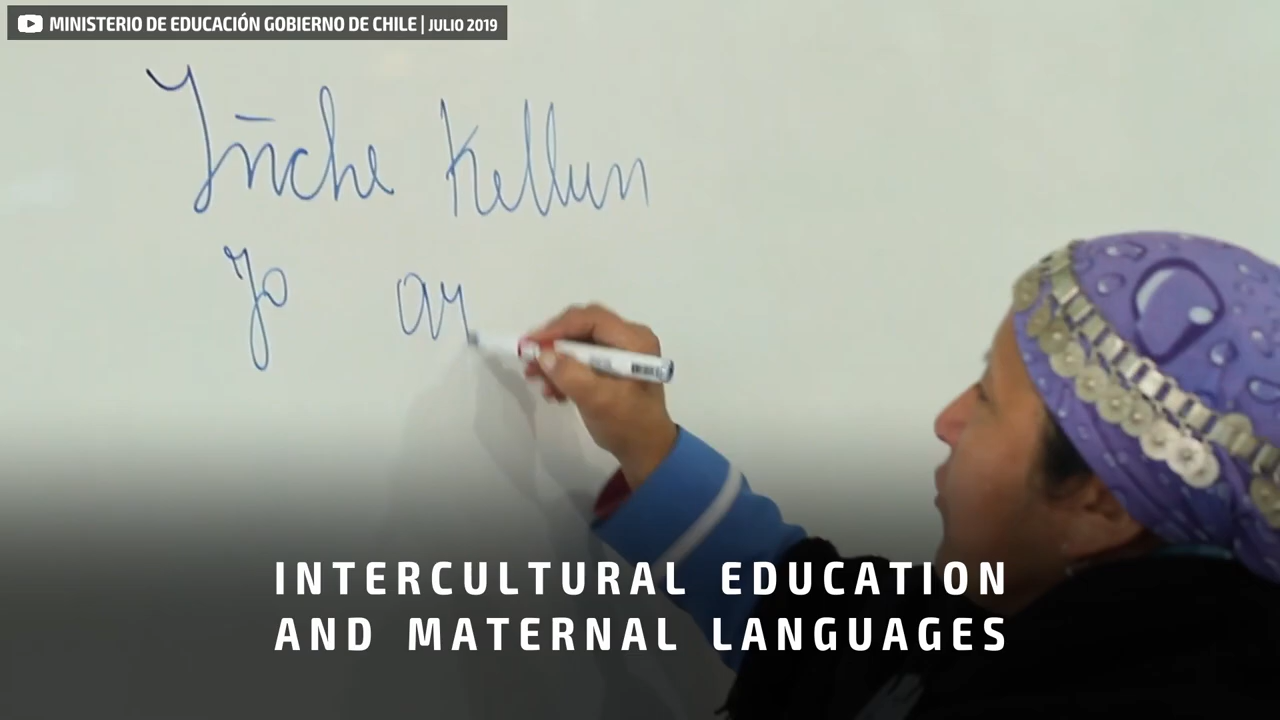 MINISTERIO DE EDUCACIÓN GOBIERNO DE CHILE | JULIO 2019
Iñche Kellun
Yo ay
INTERCULTURAL EDUCATION
AND MATERNAL LANGUAGES